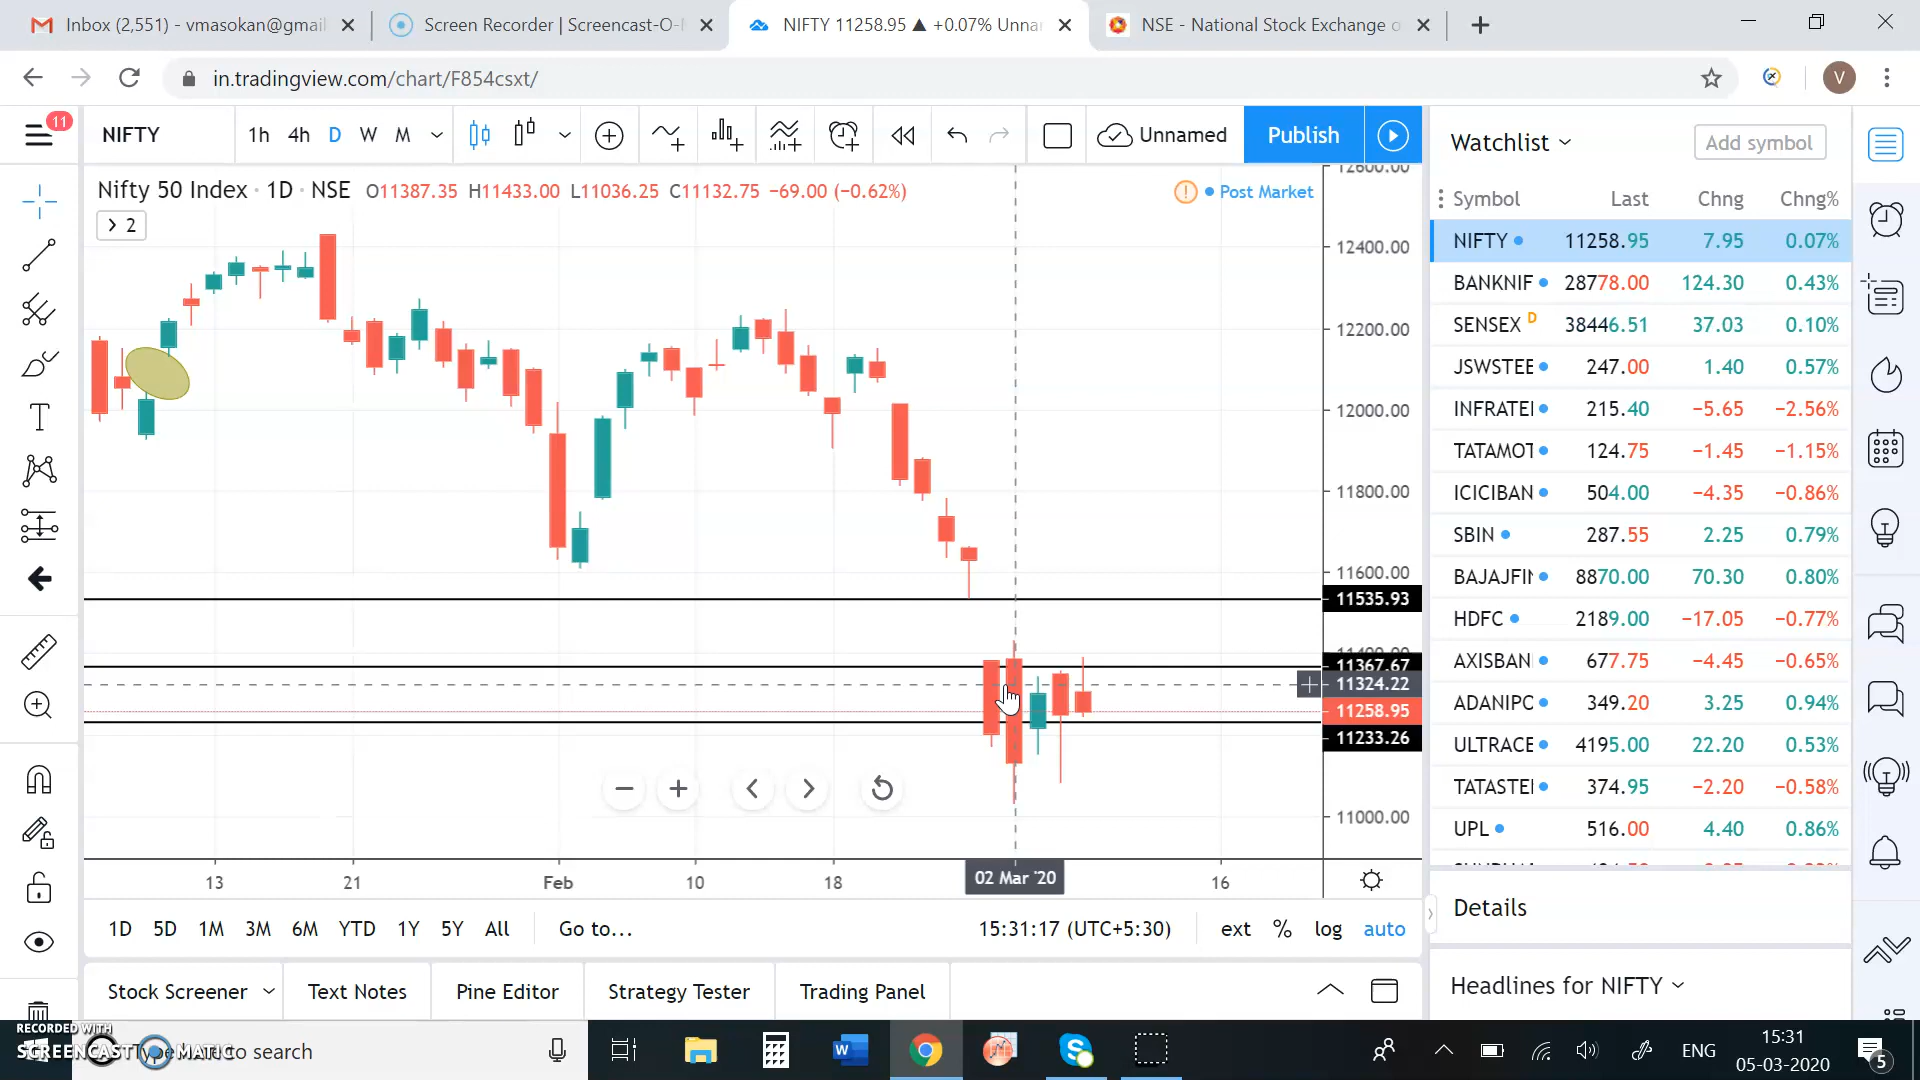 Inbox (2,551) - vmasokan@gmail
Screen Recorder | Screencast-O-
NIFTY 11258.95 ▲ +0.07% Unna
NSE - National Stock Exchange o
in.tradingview.com/chart/F854csxt/
V
11
NIFTY
1h 4h D W M
Unnamed
Publish
Nifty 50 Index · 1D · NSE O11387.35 H11433.00 L11036.25 C11132.75 −69.00 (−0.62%)
Post Market
> 2
12600.00
12400.00
12200.00
12000.00
11800.00
11600.00
11535.93
11400.00
11367.67
11324.22
11258.95
11233.26
11000.00
13 21 Feb 10 18 02 Mar '20 16
1D 5D 1M 3M 6M YTD 1Y 5Y All Go to...
15:31:17 (UTC+5:30) ext % log auto
Stock Screener Text Notes Pine Editor Strategy Tester Trading Panel
Watchlist
Add symbol
Symbol Last Chng Chng%
NIFTY 11258.95 7.95 0.07%
BANKNIF 28778.00 124.30 0.43%
SENSEX D 38446.51 37.03 0.10%
JSWSTEE 247.00 1.40 0.57%
INFRATEI 215.40 −5.65 −2.56%
TATAMOT 124.75 −1.45 −1.15%
ICICIBAN 504.00 −4.35 −0.86%
SBIN 287.55 2.25 0.79%
BAJAJFIN 8870.00 70.30 0.80%
HDFC 2189.00 −17.05 −0.77%
AXISBAN 677.75 −4.45 −0.65%
ADANIPO 349.20 3.25 0.94%
ULTRACE 4195.00 22.20 0.53%
TATASTEI 374.95 −2.20 −0.58%
UPL 516.00 4.40 0.86%
Details
Headlines for NIFTY
RECORDED WITH
SCREENCAST MATIC
to search
ENG
15:31
05-03-2020
5